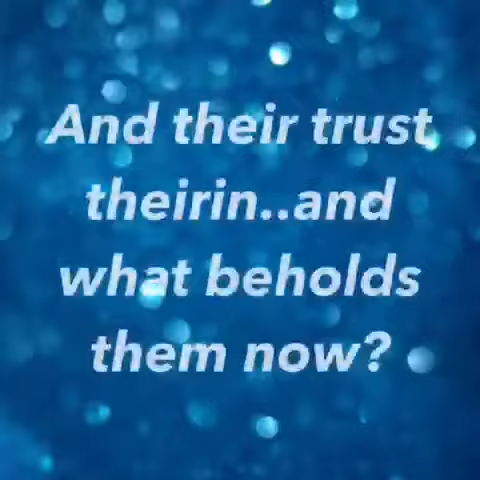 And their trust
theirin..and
what beholds
them now?